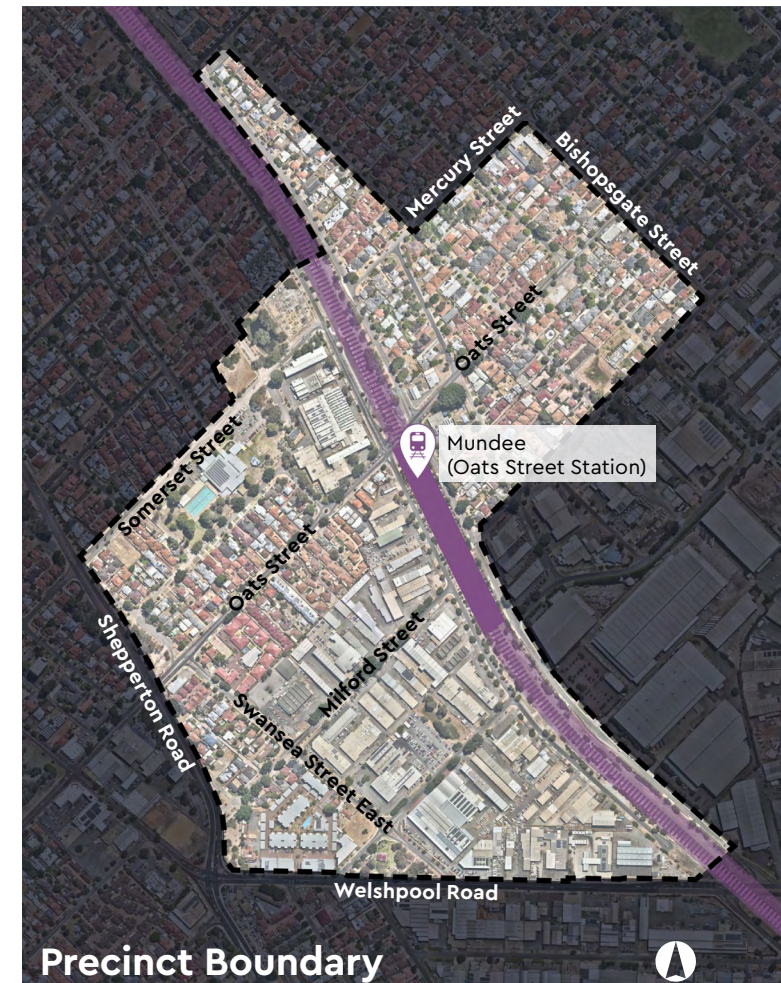 Mercury Street
Bishopsgate Street
Oats Street
Mundee
(Oats Street Station)
Somerset Street
Oats Street
Milford Street
Shepperton Road
Swansea Street East
Welshpool Road
Precinct Boundary